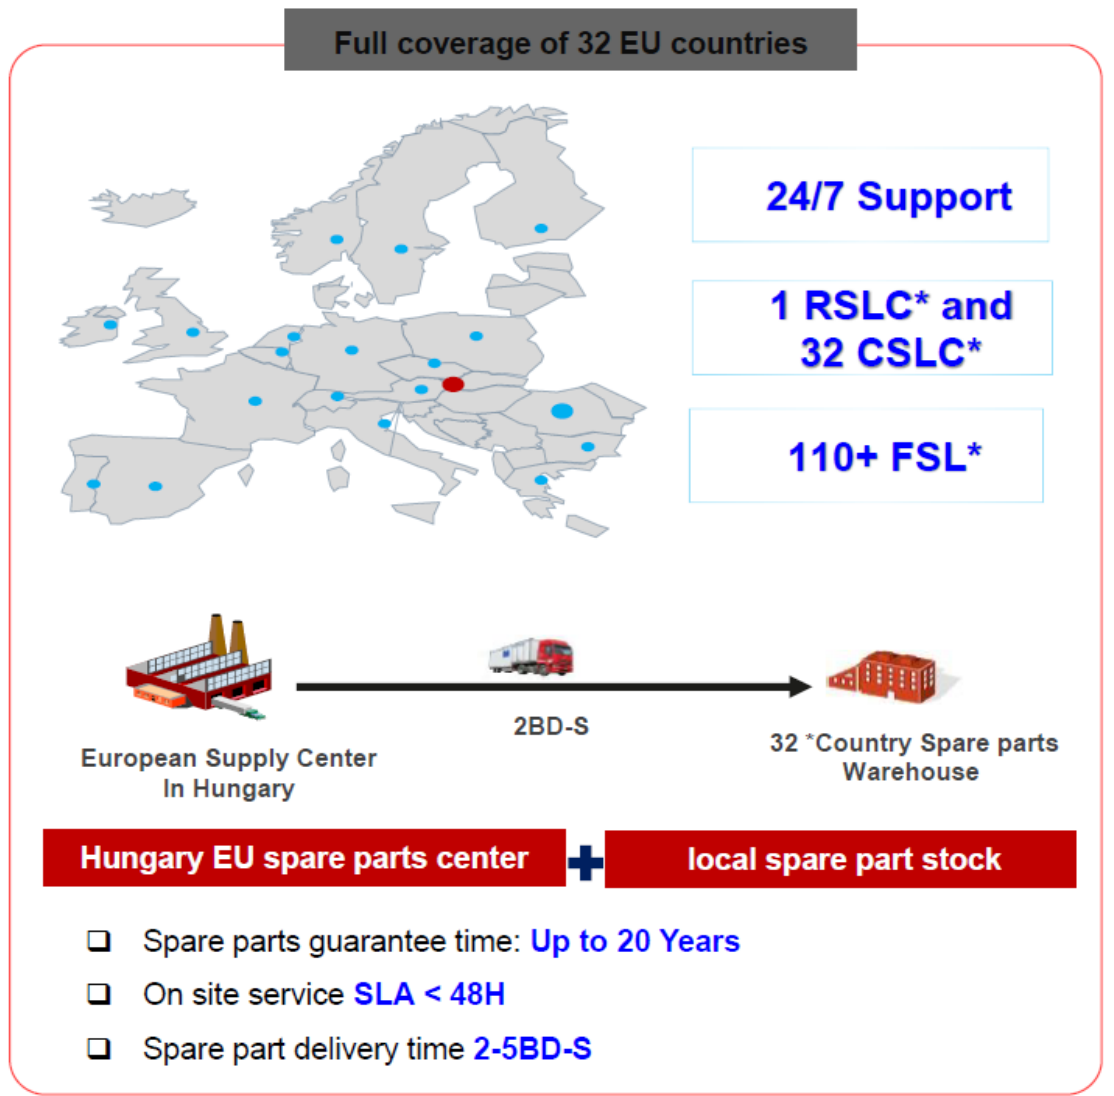 Full coverage of 32 EU countries
24/7 Support
1 RSLC* and
32 CSLC*
110+ FSL*
2BD-S
European Supply Center
In Hungary
32 *Country Spare parts
Warehouse
Hungary EU spare parts center
local spare part stock
Spare parts guarantee time: Up to 20 Years
On site service SLA < 48H
Spare part delivery time 2-5BD-S